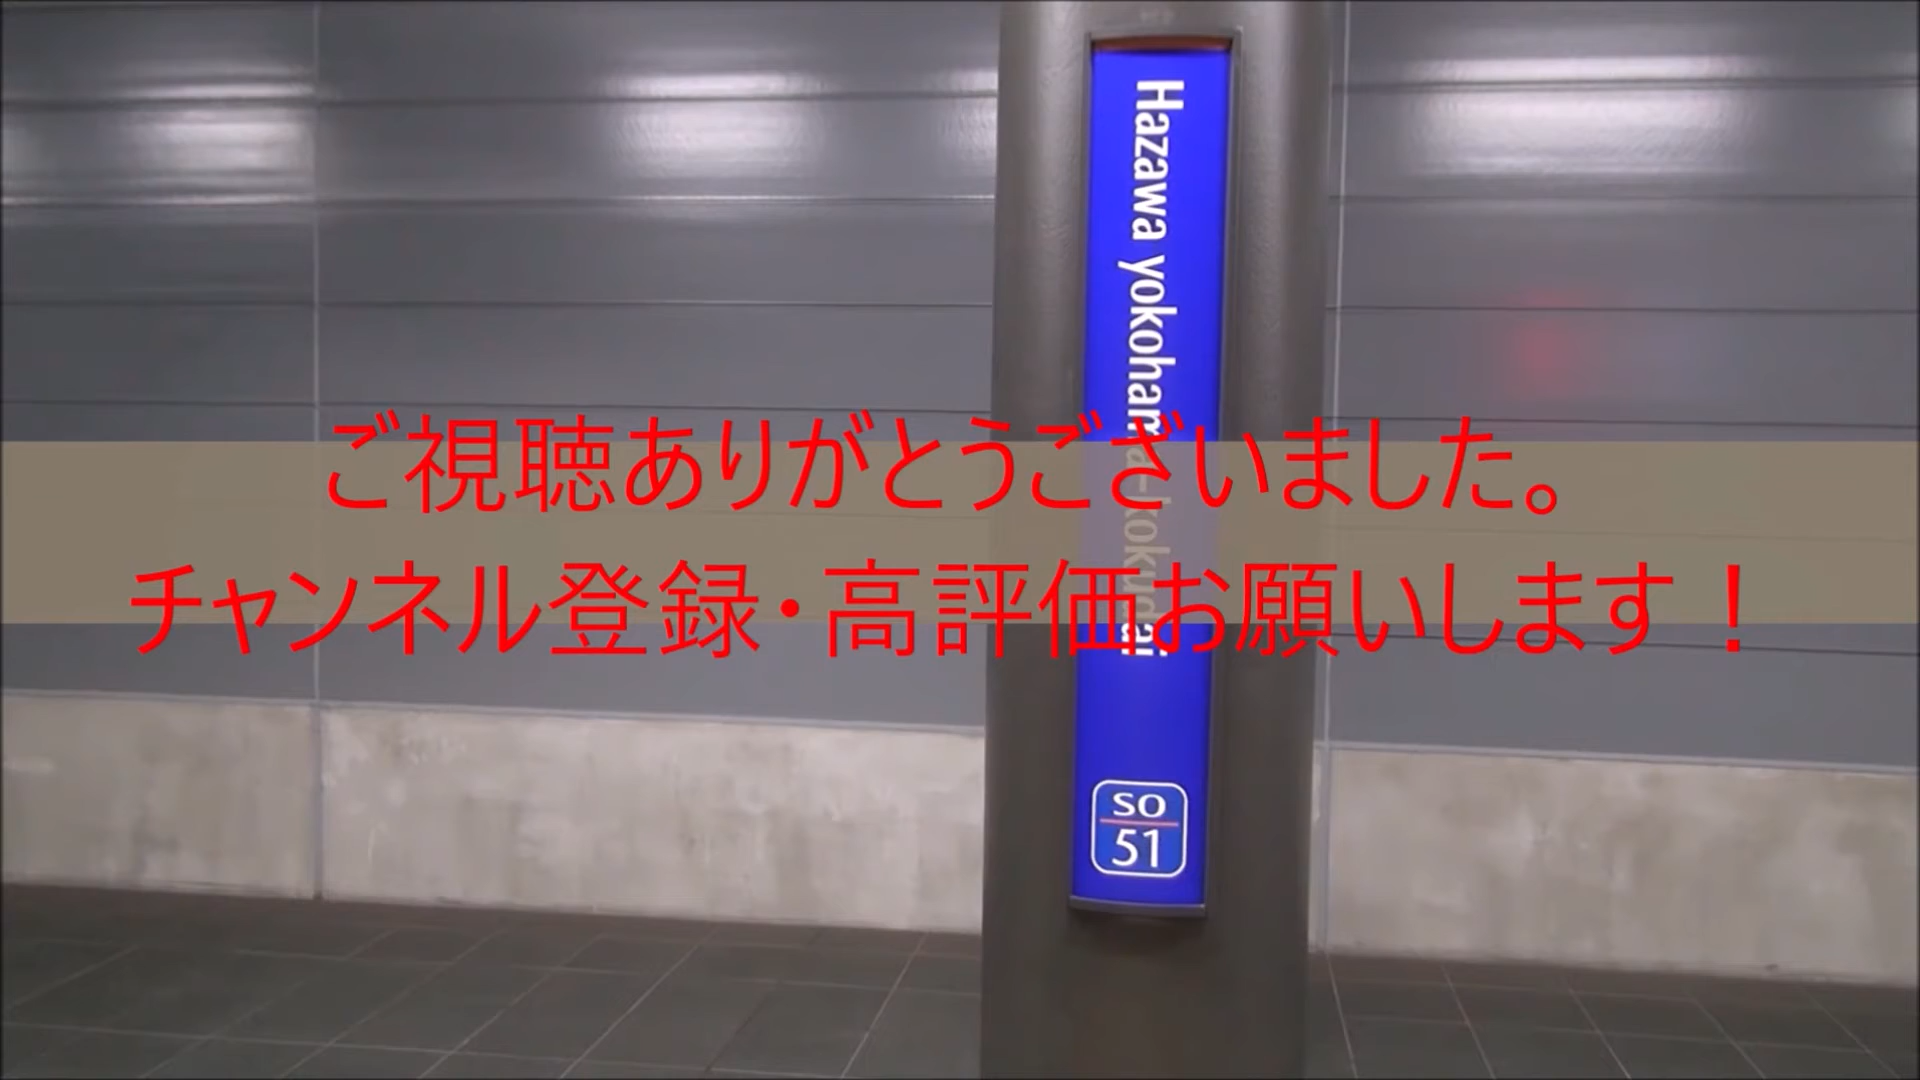 Hazawa yokohama-kokudai
ご視聴ありがとうございました。
チャンネル登録・高評価お願いします！
SO
51